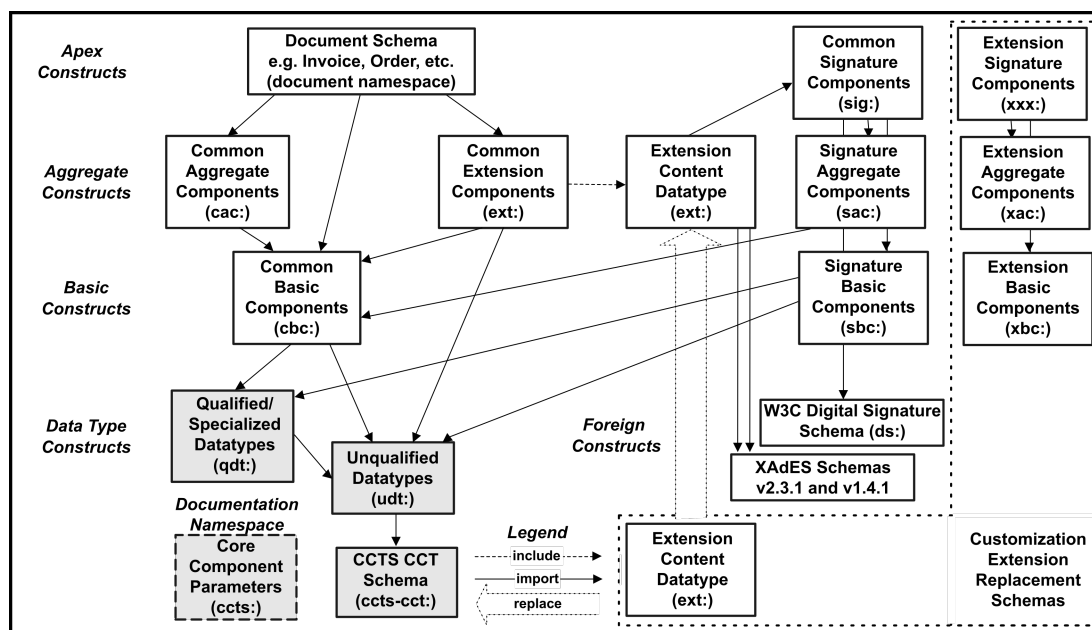 Apex
Constructs
Document Schema
e.g. Invoice, Order, etc.
(document namespace)
Common
Signature
Components
(sig:)
Extension
Signature
Components
(xxx:)
Aggregate
Constructs
Common
Aggregate
Components
(cac:)
Common
Extension
Components
(ext:)
Extension
Content
Datatype
(ext:)
Signature
Aggregate
Components
(sac:)
Extension
Aggregate
Components
(xac:)
Basic
Constructs
Common
Basic
Components
(cbc:)
Signature
Basic
Components
(sbc:)
Extension
Basic
Components
(xbc:)
Data Type
Constructs
Qualified/
Specialized
Datatypes
(qdt:)
Unqualified
Datatypes
(udt:)
Foreign
Constructs
W3C Digital Signature
Schema (ds:)
XAdES Schemas
v2.3.1 and v1.4.1
Documentation
Namespace
Core
Component
Parameters
(ccts:)
CCTS CCT
Schema
(ccts-cct:)
Legend
include
import
replace
Extension
Content
Datatype
(ext:)
Customization
Extension
Replacement
Schemas